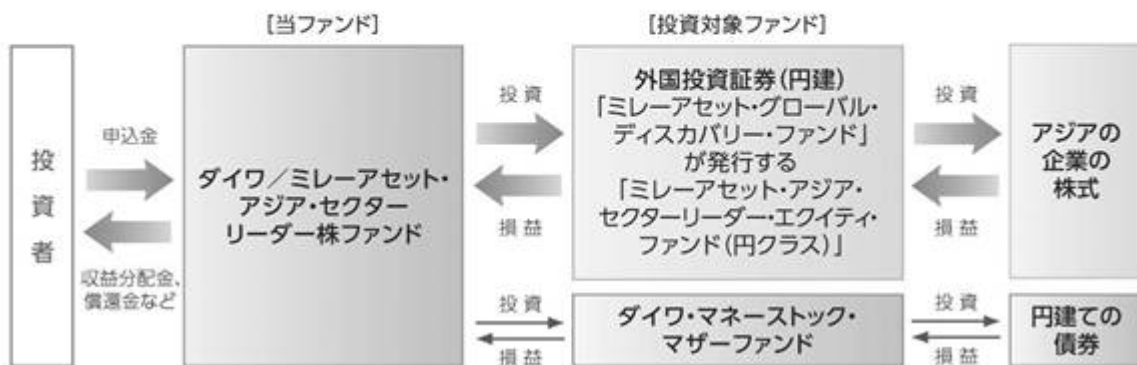 [当ファンド]
[投資対象ファンド]
投資者
申込金
収益分配金、
償還金など
ダイワ／ミレーアセット・
アジア・セクター
リーダー株ファンド
投資
損益
外国投資証券(円建)
「ミレーアセット・グローバル・
ディスカバリー・ファンド」
が発行する
「ミレーアセット・アジア・
セクターリーダー・エクイティ・
ファンド(円クラス)」
投資
損益
アジアの
企業の
株式
投資
損益
ダイワ・マネーストック・
マザーファンド
投資
損益
円建ての
債券